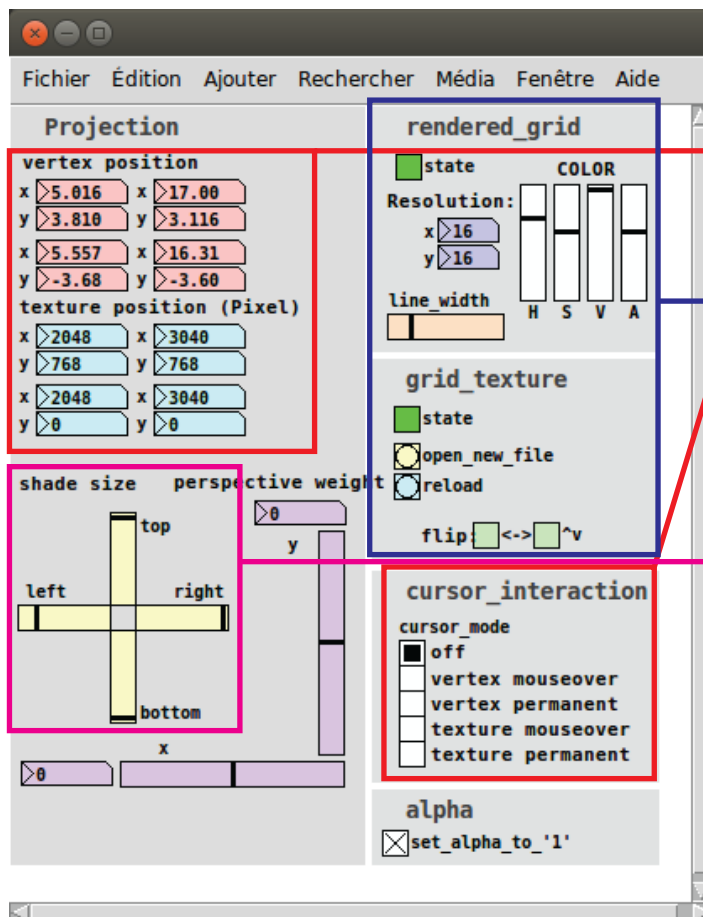 Fichier Édition Ajouter Rechercher Média Fenêtre Aide
Projection
vertex position
x 5.016 x 17.00
y 3.810 y 3.116
x 5.557 x 16.31
y -3.68 y -3.60
texture position (Pixel)
x 2048 x 3040
y 768 y 768
x 2048 x 3040
y 0 y 0
shade size
top
left right
bottom
perspective weight
0
y
x
0
rendered_grid
state
COLOR
Resolution:
x 16
y 16
line_width
H S V A
grid_texture
state
open_new_file
reload
flip: <-> ^v
cursor_interaction
cursor_mode
off
vertex mouseover
vertex permanent
texture mouseover
texture permanent
alpha
set_alpha_to_'1'